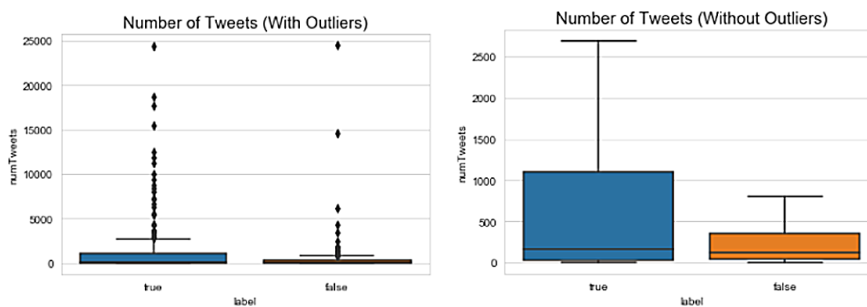 Number of Tweets (With Outliers)
25000
20000
15000
10000
5000
0
numTweets
true
false
label
Number of Tweets (Without Outliers)
2500
2000
1500
1000
500
0
numTweets
true
false
label